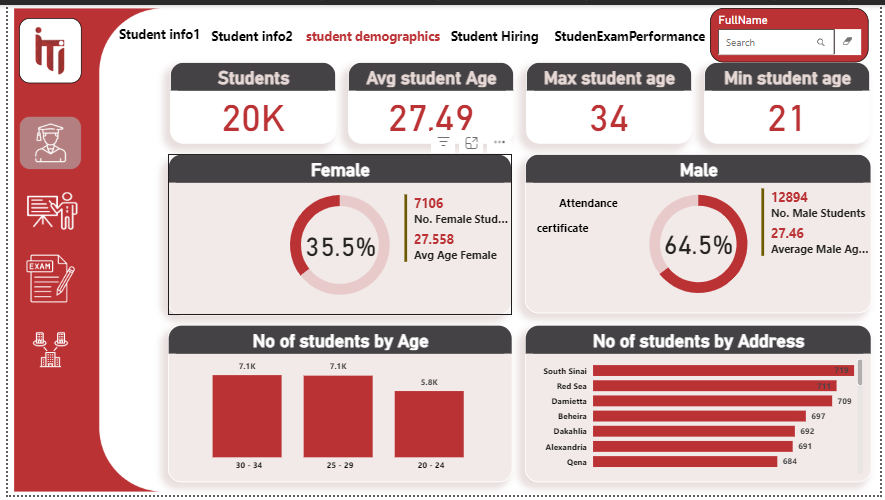 Student info1 Student info2 student demographics Student Hiring StudenExamPerformance
FullName
Search
iTi
Students
20K
Avg student Age
27.49
Max student age
34
Min student age
21
Female
35.5%
7106
No. Female Stud...
27.558
Avg Age Female
Male
Attendance
certificate
64.5%
12894
No. Male Students
27.46
Average Male Ag...
EXAM
No of students by Age
7.1K 7.1K 5.8K
30 - 34 25 - 29 20 - 24
No of students by Address
South Sinai 719
Red Sea 711
Damietta 709
Beheira 697
Dakahlia 692
Alexandria 691
Qena 684